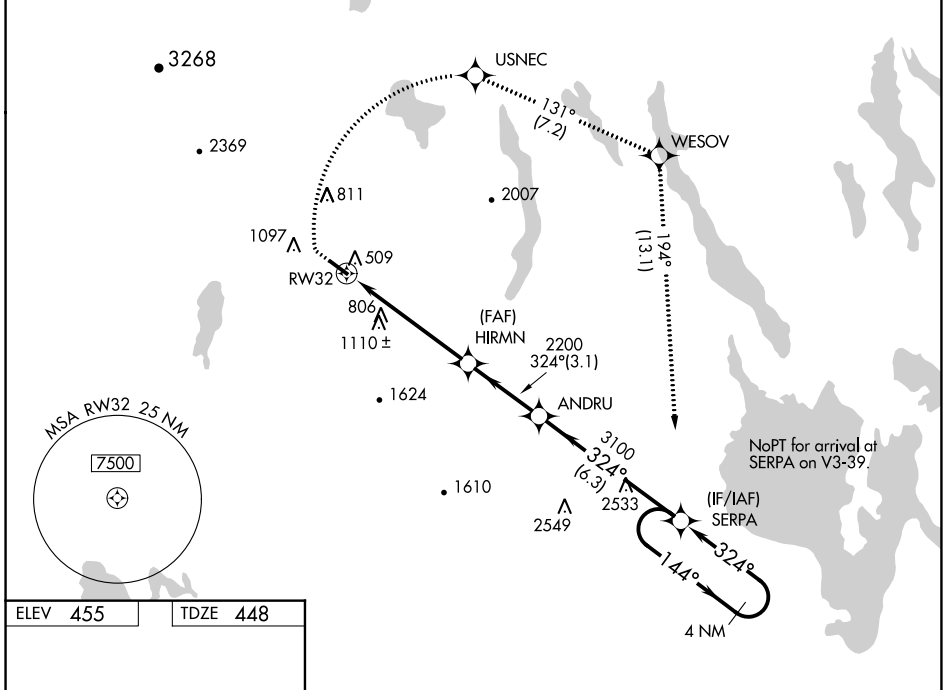 3268
USNEC
131°
(7.2)
2369
WESOV
811
2007
1097
509
194°
(13.1)
RW32
806
1110 ±
(FAF)
HIRMN
2200
324°(3.1)
1624
ANDRU
MSA RW32 25 NM
7500
3100
324°
(6.3)
NoPT for arrival at
SERPA on V3-39.
1610
2533
2549
(IF/IAF)
SERPA
324°
144°
4 NM
ELEV 455
TDZE 448